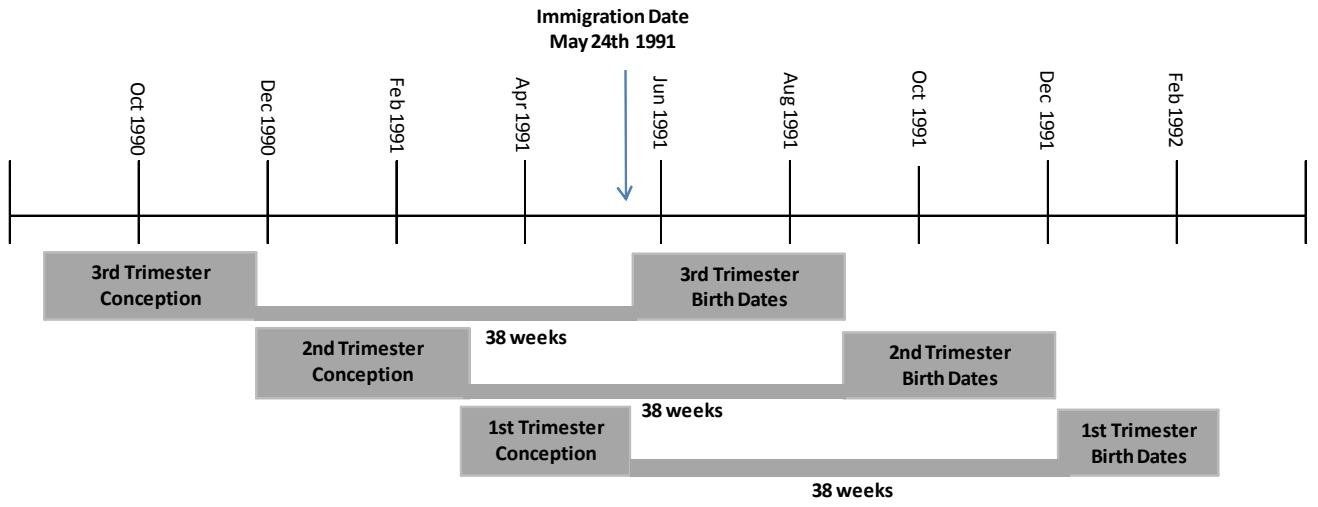 Immigration Date
May 24th 1991
Oct 1990
Dec 1990
Feb 1991
Apr 1991
Jun 1991
Aug 1991
Oct 1991
Dec 1991
Feb 1992
3rd Trimester
Conception
3rd Trimester
Birth Dates
38 weeks
2nd Trimester
Conception
2nd Trimester
Birth Dates
38 weeks
1st Trimester
Conception
1st Trimester
Birth Dates
38 weeks